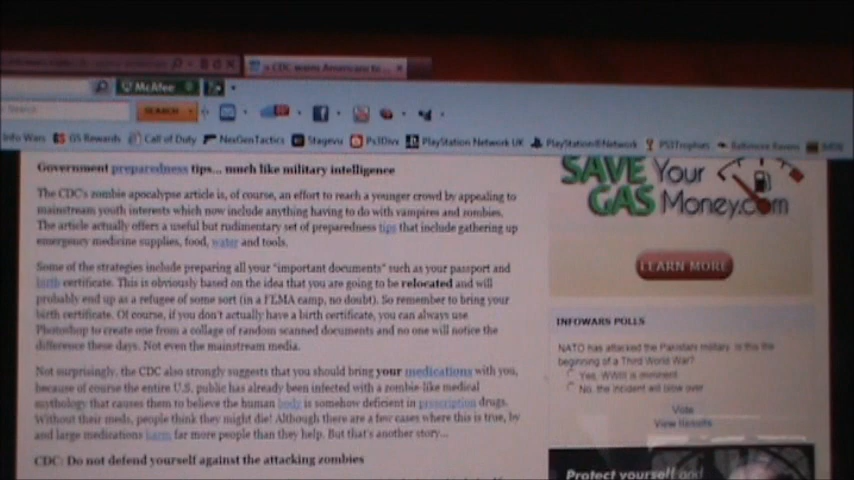 CDC warns Americans to
McAfee
Search
SEARCH
Info Wars GS Rewards Call of Duty NexGenTactics Stagevu Ps3Divx PlayStation Network UK PlayStation®Network PS3Trophies Baltimore Ravens
Government preparedness tips... much like military intelligence
The CDC's zombie apocalypse article is, of course, an effort to reach a younger crowd by appealing to
mainstream youth interests which now include anything having to do with vampires and zombies.
The article actually offers a useful but rudimentary set of preparedness tips that include gathering up
emergency medicine supplies, food, water and tools.
Some of the strategies include preparing all your "important documents" such as your passport and
birth certificate. This is obviously based on the idea that you are going to be relocated and will
probably end up as a refugee of some sort (in a FEMA camp, no doubt). So remember to bring your
birth certificate. Of course, if you don't actually have a birth certificate, you can always use
Photoshop to create one from a collage of random scanned documents and no one will notice the
difference these days. Not even the mainstream media.
Not surprisingly, the CDC also strongly suggests that you should bring your medications with you,
because of course the entire U.S. public has already been infected with a zombie-like medical
mythology that causes them to believe the human body is somehow deficient in prescription drugs.
Without their meds, people think they might die! Although there are a few cases where this is true, by
and large medications harm far more people than they help. But that's another story...
CDC: Do not defend yourself against the attacking zombies
SAVE Your
GAS Money.com
LEARN MORE
INFOWARS POLLS
NATO has attacked the Pakistani military. Is this the
beginning of a Third World War?
Yes, WWIII is imminent
No, the incident will blow over
Vote
View Results
Protect yourself and